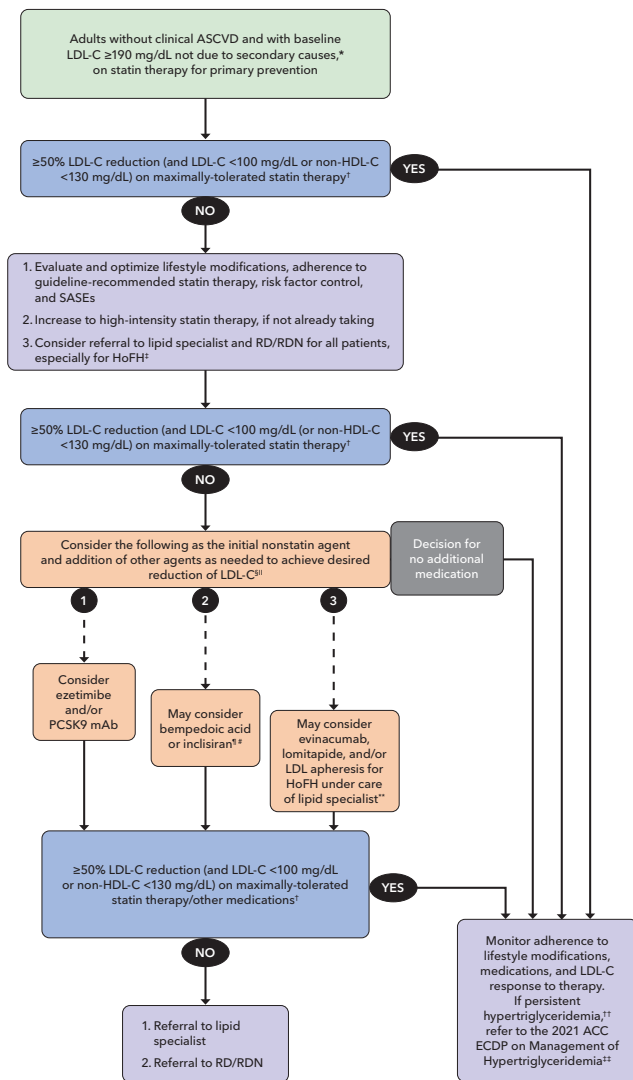 Adults without clinical ASCVD and with baseline
LDL-C ≥190 mg/dL not due to secondary causes,*
on statin therapy for primary prevention
≥50% LDL-C reduction (and LDL-C <100 mg/dL or non-HDL-C
<130 mg/dL) on maximally-tolerated statin therapy†
YES
NO
1. Evaluate and optimize lifestyle modifications, adherence to
guideline-recommended statin therapy, risk factor control,
and SASEs
2. Increase to high-intensity statin therapy, if not already taking
3. Consider referral to lipid specialist and RD/RDN for all patients,
especially for HoFH‡
≥50% LDL-C reduction (and LDL-C <100 mg/dL (or non-HDL-C
<130 mg/dL) on maximally-tolerated statin therapy†
YES
NO
Consider the following as the initial nonstatin agent
and addition of other agents as needed to achieve desired
reduction of LDL-C§||
Decision for
no additional
medication
1
2
3
Consider
ezetimibe
and/or
PCSK9 mAb
May consider
bempedoic acid
or inclisiran¶#
May consider
evinacumab,
lomitapide, and/or
LDL apheresis for
HoFH under care
of lipid specialist**
≥50% LDL-C reduction (and LDL-C <100 mg/dL
or non-HDL-C <130 mg/dL) on maximally-tolerated
statin therapy/other medications†
YES
NO
1. Referral to lipid
specialist
2. Referral to RD/RDN
Monitor adherence to
lifestyle modifications,
medications, and LDL-C
response to therapy.
If persistent
hypertriglyceridemia,††
refer to the 2021 ACC
ECDP on Management of
Hypertriglyceridemia‡‡